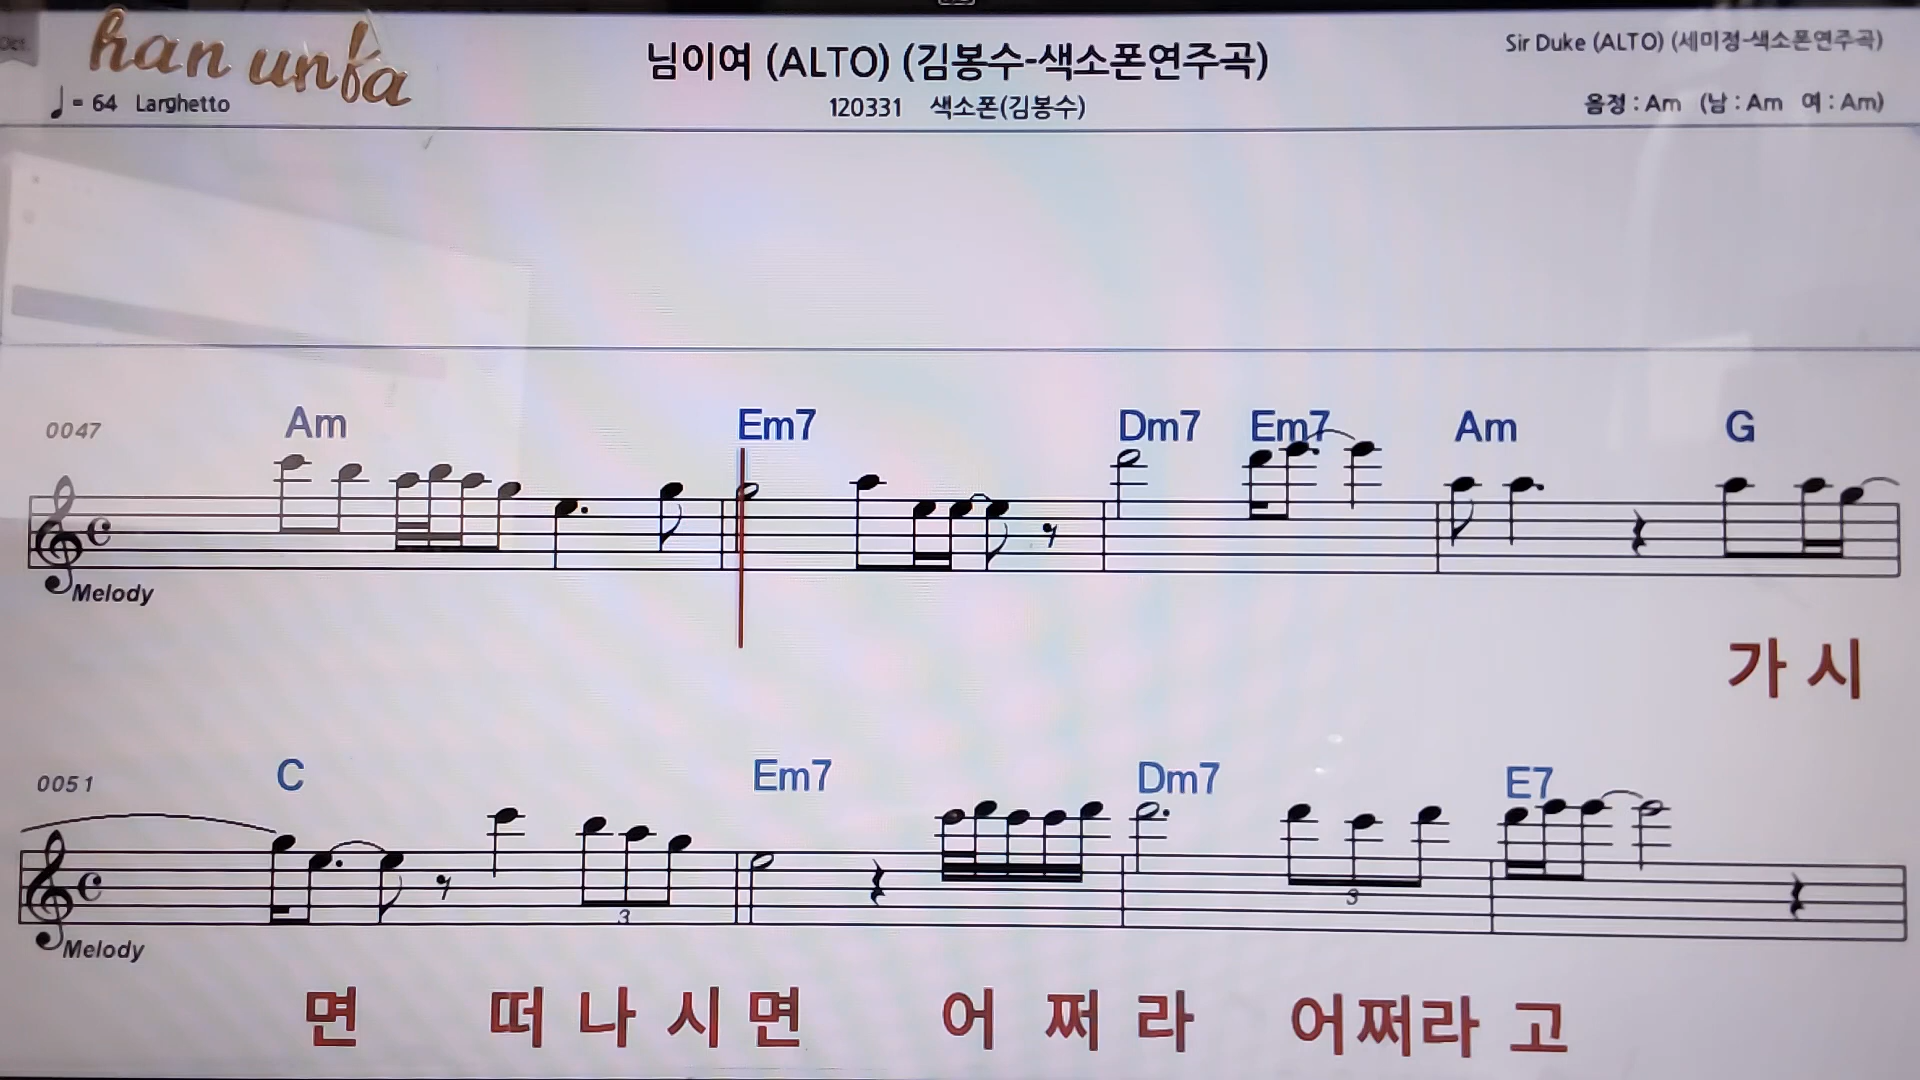 Oct.
han unfa
님이여 (ALTO) (김봉수-색소폰연주곡)
Sir Duke (ALTO) (세미정-색소폰연주곡)
♩ = 64 Larghetto
120331 색소폰(김봉수)
음정 : Am (남 : Am 여 : Am)
0047 Am Em7 Dm7 Em7 Am G
Melody
가 시
0051 C Em7 Dm7 E7
3 3
Melody
면 떠 나 시 면 어 쩌 라 어 쩌 라 고